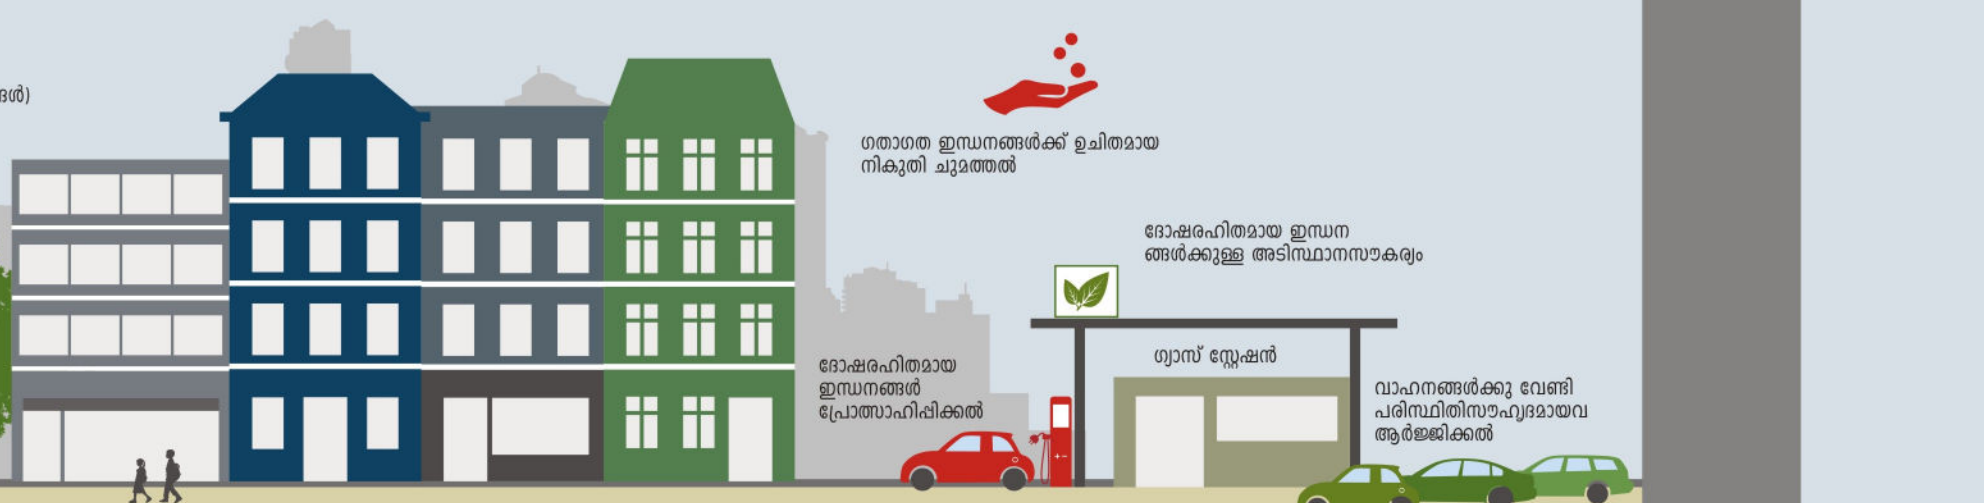 ഗതാഗത ഇന്ധനങ്ങൾക്ക് ഉചിതമായ
നികുതി ചുമത്തൽ
ദോഷരഹിതമായ ഇന്ധന
ങ്ങൾക്കുള്ള അടിസ്ഥാനസൗകര്യം
ഗ്യാസ് സ്റ്റേഷൻ
ദോഷരഹിതമായ
ഇന്ധനങ്ങൾ
പ്രോത്സാഹിപ്പിക്കൽ
വാഹനങ്ങൾക്കു വേണ്ടി
പരിസ്ഥിതിസൗഹൃദമായവ
ആർജ്ജിക്കൽ